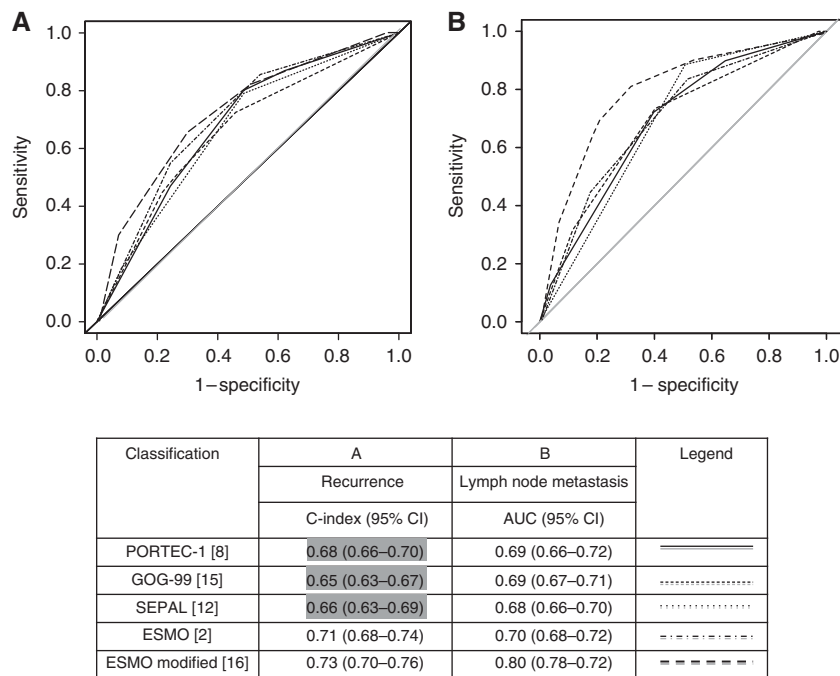 A
B
1.0
0.8
0.6
0.4
0.2
0.0
Sensitivity
0.0 0.2 0.4 0.6 0.8 1.0
1–specificity
1.0
0.8
0.6
0.4
0.2
0.0
Sensitivity
0.0 0.2 0.4 0.6 0.8 1.0
1–specificity
Classification A B Legend
Recurrence Lymph node metastasis
C-index (95% CI) AUC (95% CI)
PORTEC-1 [8] 0.68 (0.66–0.70) 0.69 (0.66–0.72)
GOG-99 [15] 0.65 (0.63–0.67) 0.69 (0.67–0.71)
SEPAL [12] 0.66 (0.63–0.69) 0.68 (0.66–0.70)
ESMO [2] 0.71 (0.68–0.74) 0.70 (0.68–0.72)
ESMO modified [16] 0.73 (0.70–0.76) 0.80 (0.78–0.72)